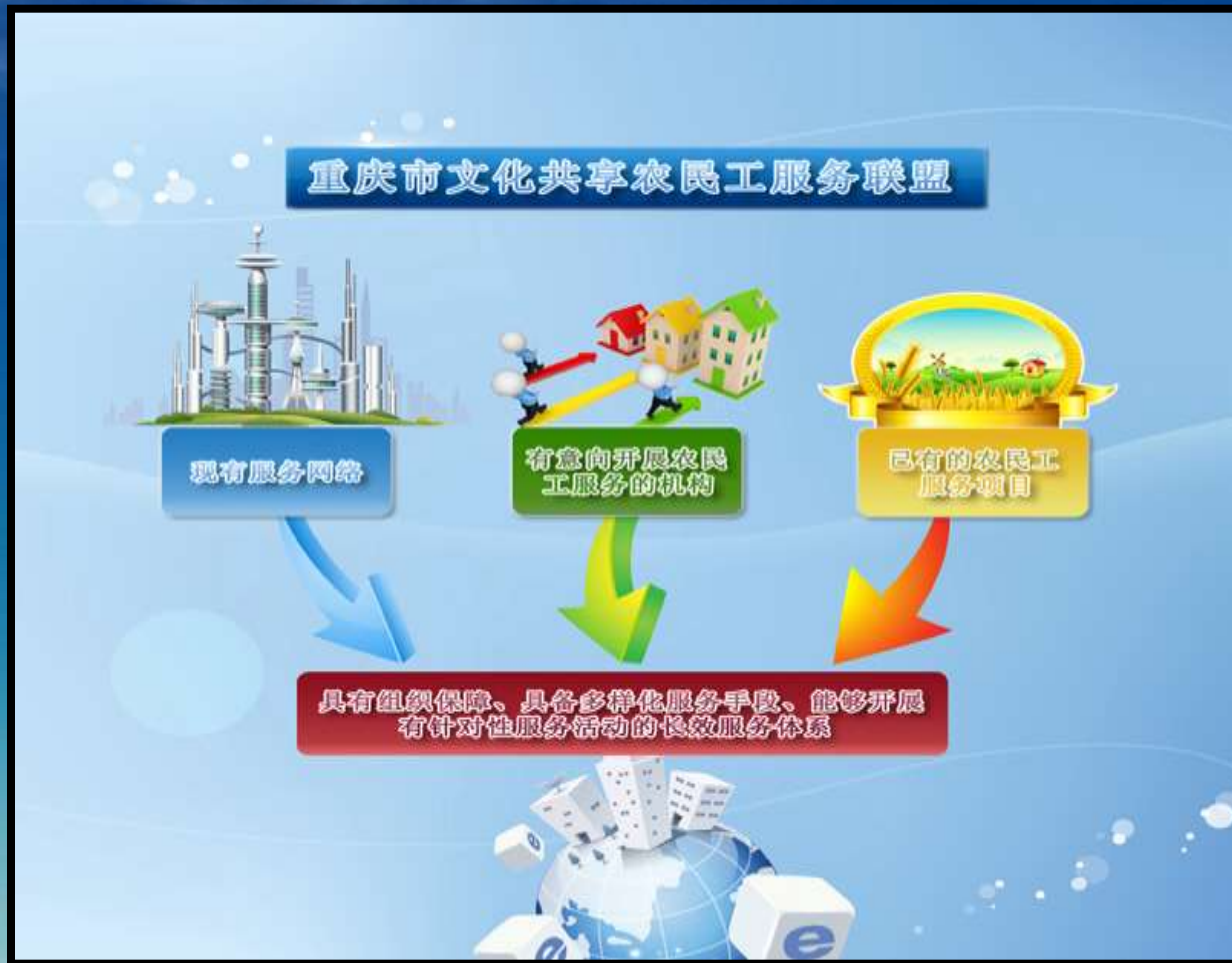 重庆市文化共享农民工服务联盟
现有服务网络
有意向开展农民
工服务的机构
已有的农民工
服务项目
具有组织保障、具备多样化服务手段、能够开展
有针对性服务活动的长效服务体系
e
e
e